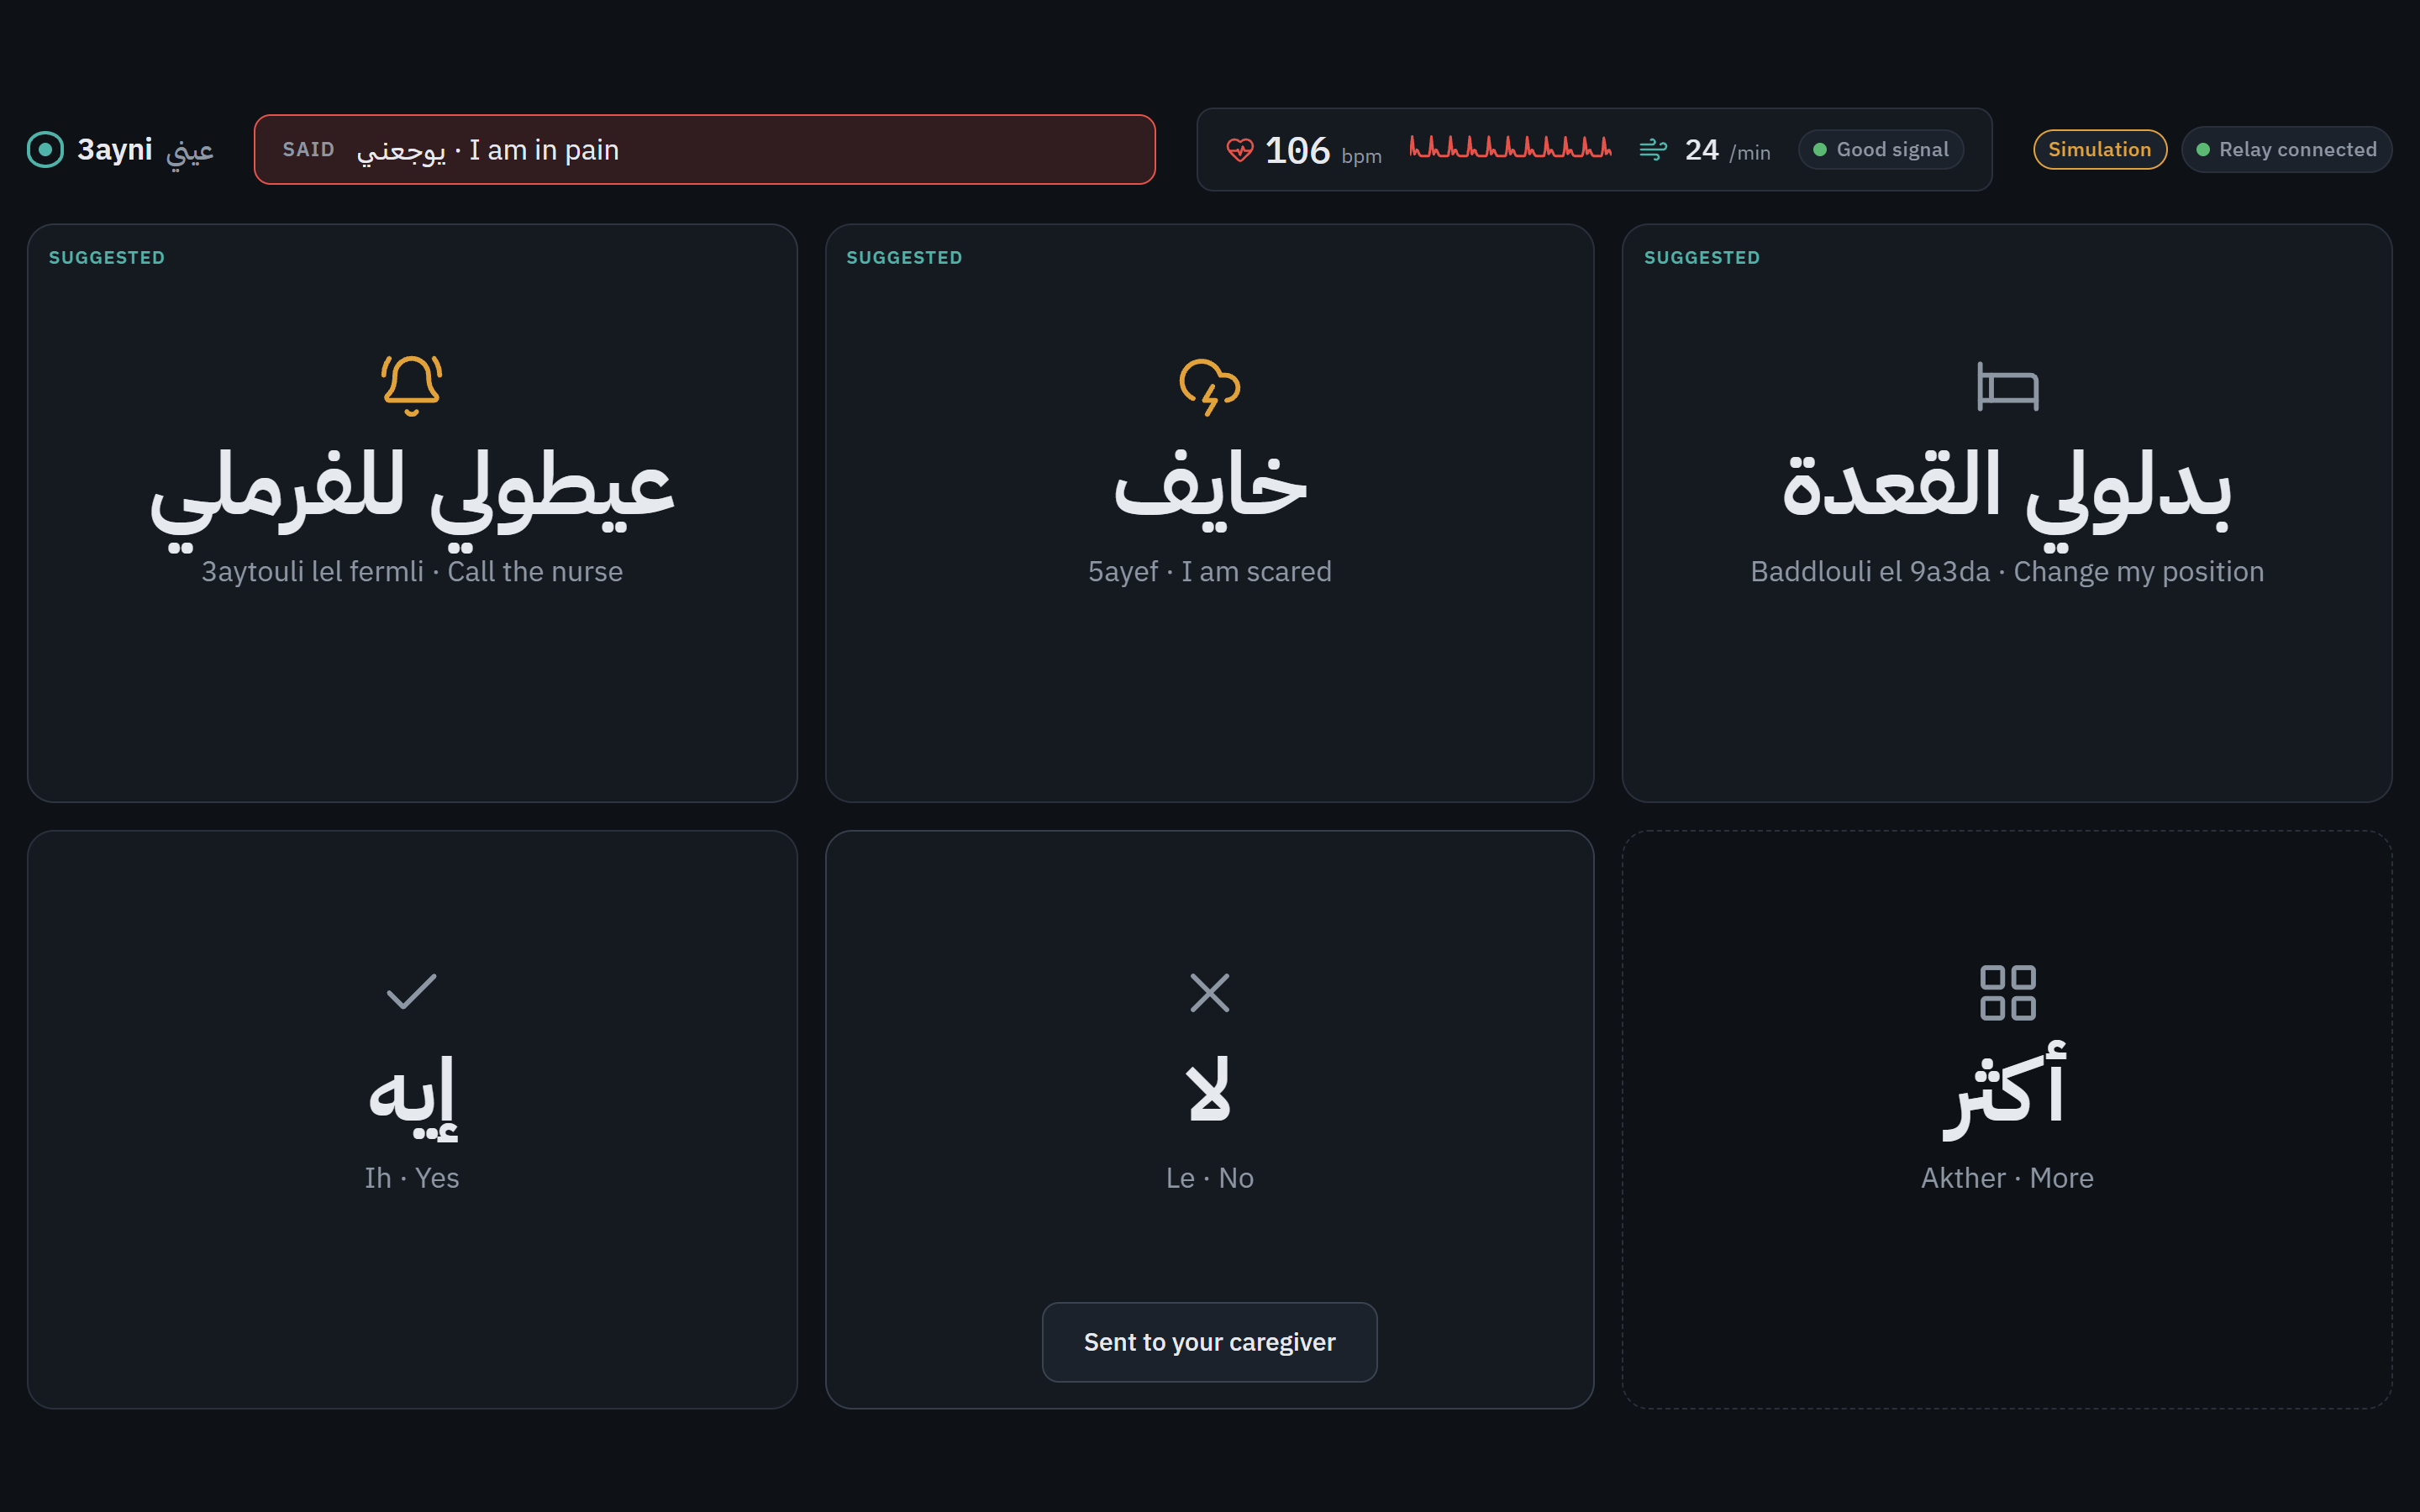 3ayni عيني
SAID يوجعني · I am in pain
106 bpm
24 /min
Good signal
Simulation
Relay connected
SUGGESTED
عيطولي للفرملي
3aytouli lel fermli · Call the nurse
SUGGESTED
خايف
5ayef · I am scared
SUGGESTED
بدلولي القعدة
Baddlouli el 9a3da · Change my position
إيه
Ih · Yes
لا
Le · No
أكثر
Akther · More
Sent to your caregiver